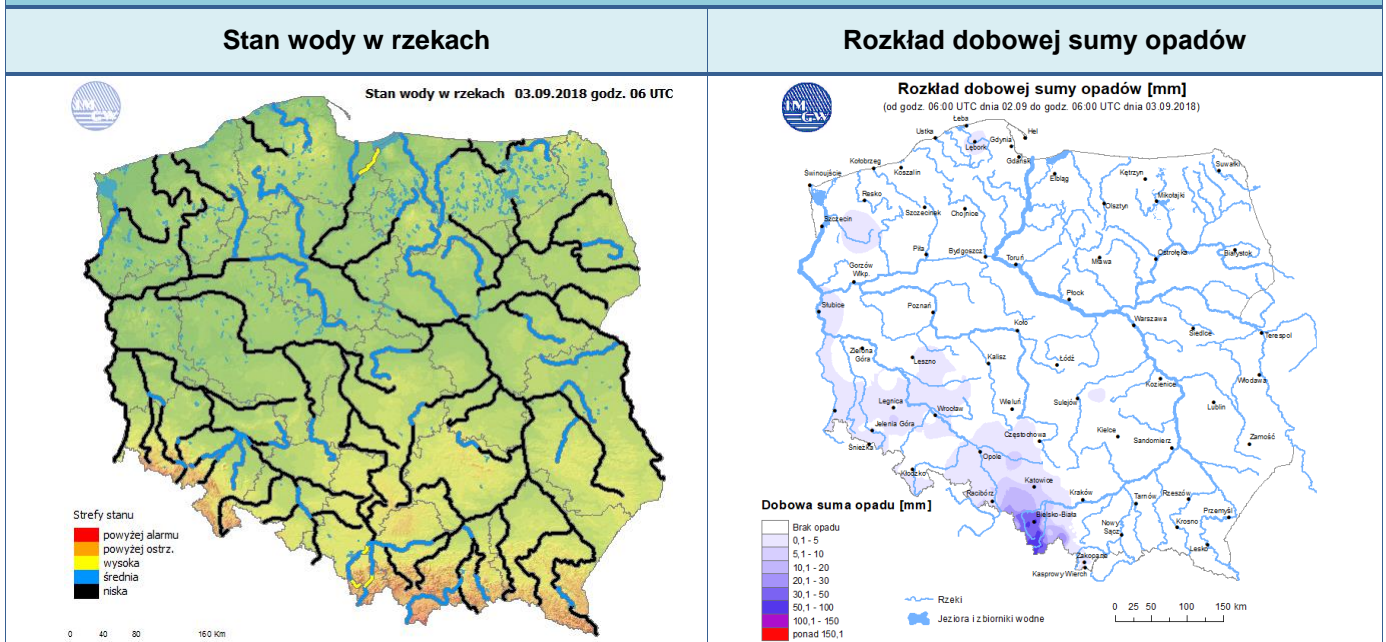 Stan wody w rzekach
Rozkład dobowej sumy opadów
IM
GW
Stan wody w rzekach 03.09.2018 godz. 06 UTC
Strefy stanu
powyżej alarmu
powyżej ostrz.
wysoka
średnia
niska
0 40 80 160 Km
IM
GW
Rozkład dobowej sumy opadów [mm]
(od godz. 06:00 UTC dnia 02.09 do godz. 06:00 UTC dnia 03.09.2018)
Łeba
Ustka
Hel
Gdynia
Lębork
Gdańsk
Kołobrzeg
Koszalin
Elbląg
Kętrzyn
Suwałki
Świnoujście
Resko
Mikołajki
Szczecinek
Chojnice
Olsztyn
Szczecin
Piła
Bydgoszcz
Toruń
Mława
Ostrołęka
Białystok
Gorzów
Wlkp.
Płock
Słubice
Poznań
Koło
Warszawa
Siedlce
Terespol
Zielona
Góra
Leszno
Kalisz
Łódź
Kozienice
Włodawa
Legnica
Wrocław
Wieluń
Sulejów
Lublin
Jelenia Góra
Częstochowa
Kielce
Sandomierz
Zamość
Śnieżka
Opole
Kłodzko
Katowice
Racibórz
Kraków
Tarnów
Rzeszów
Bielsko-Biała
Przemyśl
Nowy
Sącz
Krosno
Lesko
Zakopane
Kasprowy Wierch
Dobowa suma opadu [mm]
Brak opadu
0,1 - 5
5,1 - 10
10,1 - 20
20,1 - 30
30,1 - 50
50,1 - 100
100,1 - 150
ponad 150,1
Rzeki
Jeziora i zbiorniki wodne
0 25 50 100 150 km